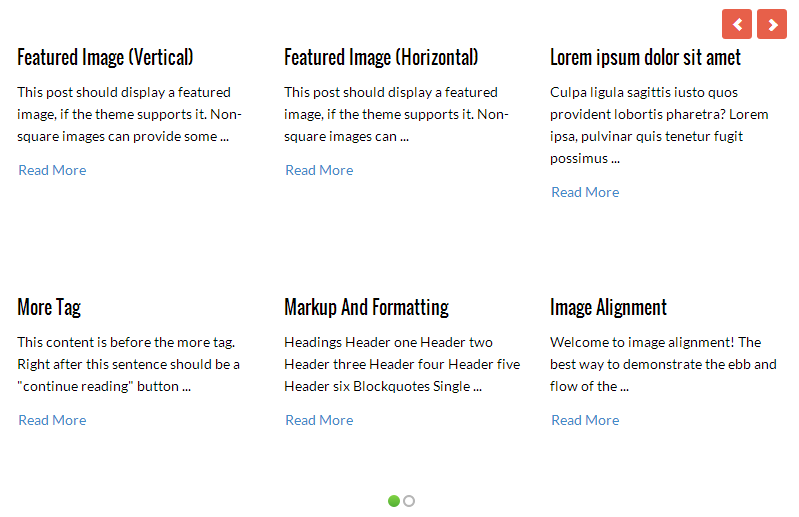 Featured Image (Vertical)
This post should display a featured
image, if the theme supports it. Non-
square images can provide some ...
Read More
Featured Image (Horizontal)
This post should display a featured
image, if the theme supports it. Non-
square images can ...
Read More
Lorem ipsum dolor sit amet
Culpa ligula sagittis iusto quos
provident lobortis pharetra? Lorem
ipsa, pulvinar quis tenetur fugit
possimus ...
Read More
More Tag
This content is before the more tag.
Right after this sentence should be a
"continue reading" button ...
Read More
Markup And Formatting
Headings Header one Header two
Header three Header four Header five
Header six Blockquotes Single ...
Read More
Image Alignment
Welcome to image alignment! The
best way to demonstrate the ebb and
flow of the ...
Read More